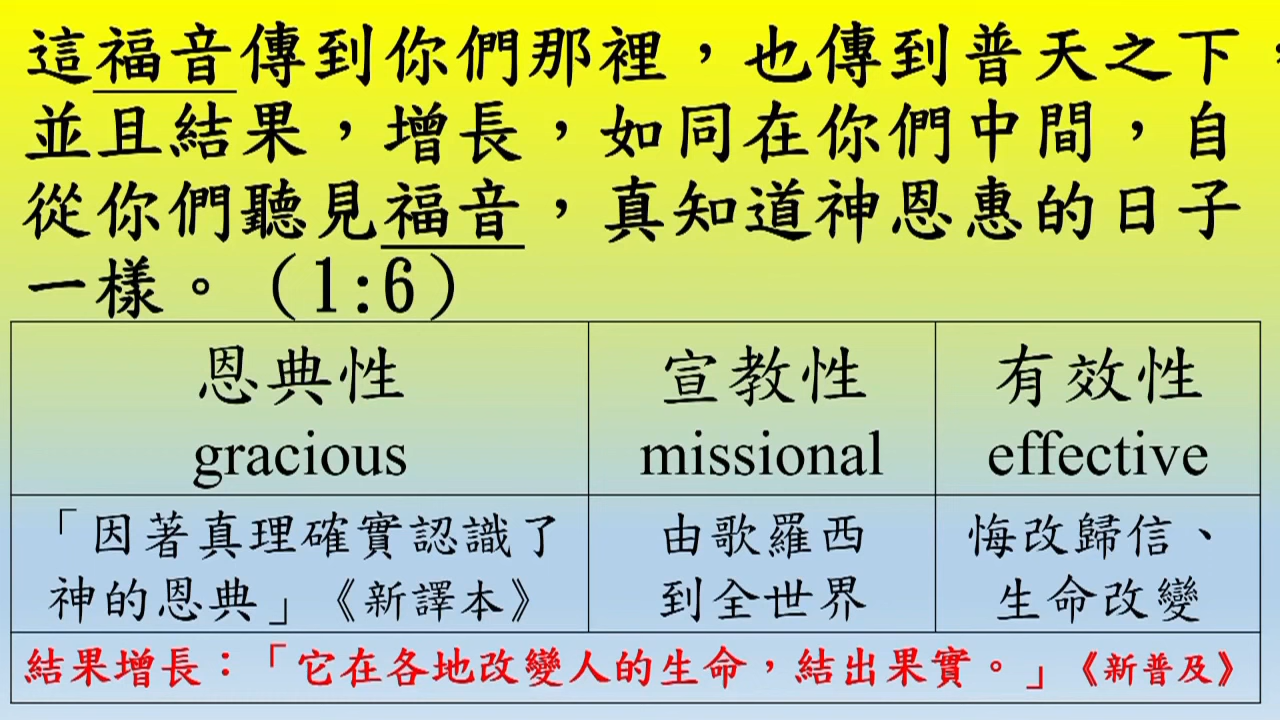 這福音傳到你們那裡，也傳到普天之下，
並且結果，增長，如同在你們中間，自
從你們聽見福音，真知道神恩惠的日子
一樣。（1:6）
恩典性
gracious
宣教性
missional
有效性
effective
「因著真理確實認識了
神的恩典」《新譯本》
由歌羅西
到全世界
悔改歸信、
生命改變
結果增長：「它在各地改變人的生命，結出果實。」《新普及》